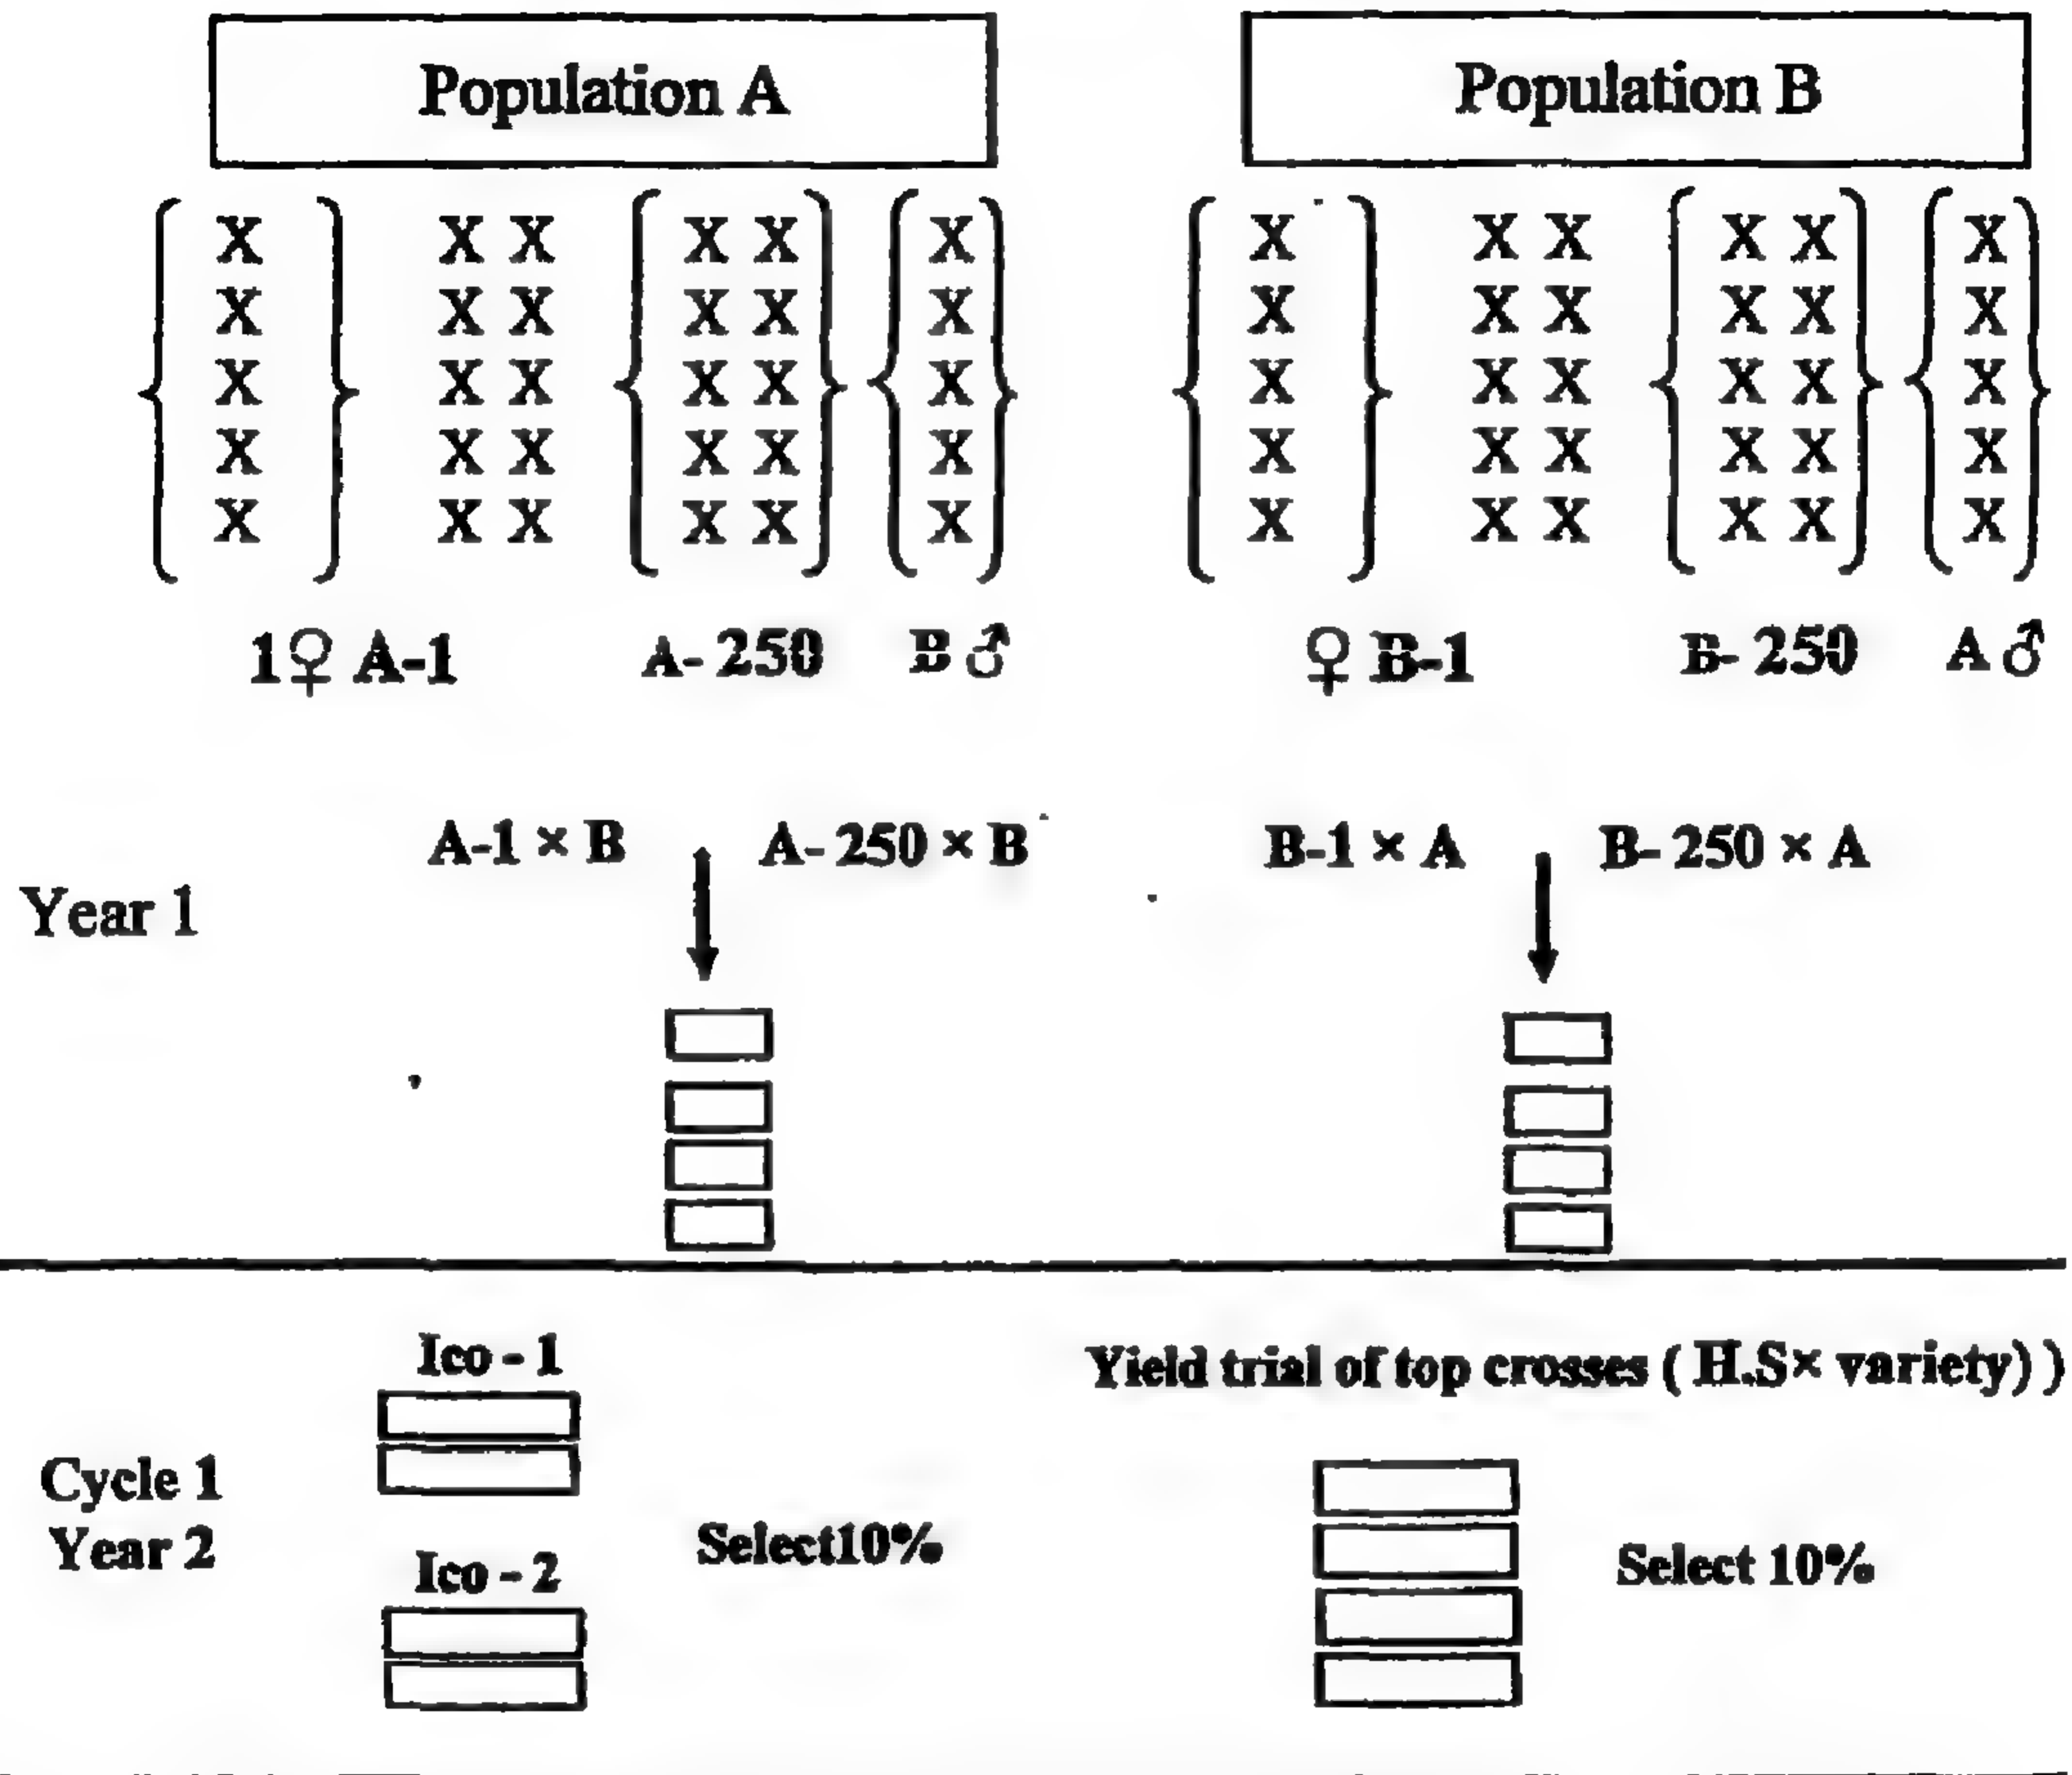 Population A Population B
X X X X X X X X X X X X
X X X X X X X X X X X X
X X X X X X X X X X X X
X X X X X X X X X X X X
X X X X X X X X X X X X
1♀ A-1 A- 250 B ♂ ♀ B-1 B- 250 A ♂
A-1 × B A- 250 × B B-1 × A B- 250 × A
Year 1
Ico - 1 Yield trial of top crosses ( H.S× variety) )
Cycle 1
Year 2
Select10% Select 10%
Ico - 2